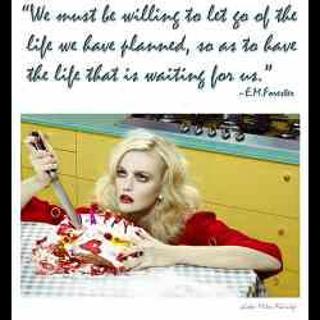 “We must be willing to let go of the
life we have planned, so as to have
the life that is waiting for us.”
~E.M.Forester